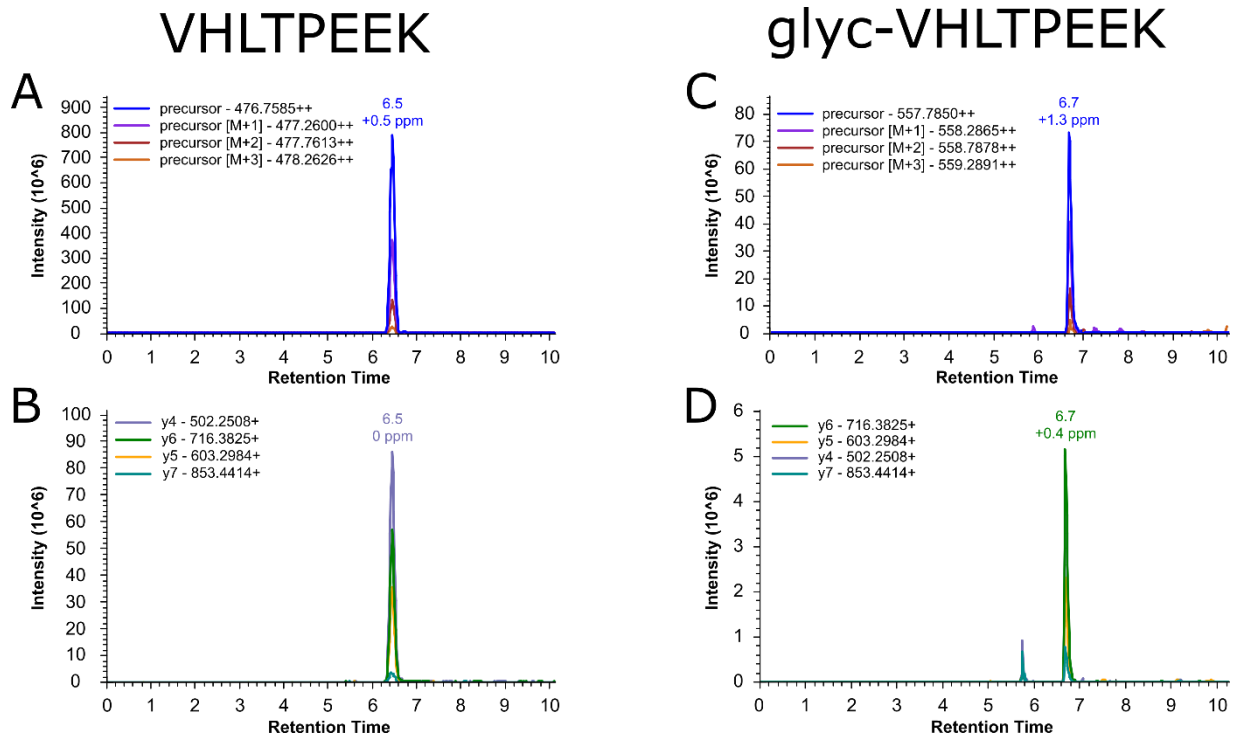 VHLTPEEK
glyc-VHLTPEEK
A
precursor - 476.7585++
precursor [M+1] - 477.2600++
precursor [M+2] - 477.7613++
precursor [M+3] - 478.2626++
6.5
+0.5 ppm
Intensity (10^6)
900
800
700
600
500
400
300
200
100
0
0 1 2 3 4 5 6 7 8 9 10
Retention Time
C
precursor - 557.7850++
precursor [M+1] - 558.2865++
precursor [M+2] - 558.7878++
precursor [M+3] - 559.2891++
6.7
+1.3 ppm
Intensity (10^6)
80
70
60
50
40
30
20
10
0
0 1 2 3 4 5 6 7 8 9 10
Retention Time
B
y4 - 502.2508+
y6 - 716.3825+
y5 - 603.2984+
y7 - 853.4414+
6.5
0 ppm
Intensity (10^6)
100
90
80
70
60
50
40
30
20
10
0
0 1 2 3 4 5 6 7 8 9 10
Retention Time
D
y6 - 716.3825+
y5 - 603.2984+
y4 - 502.2508+
y7 - 853.4414+
6.7
+0.4 ppm
Intensity (10^6)
6
5
4
3
2
1
0
0 1 2 3 4 5 6 7 8 9 10
Retention Time